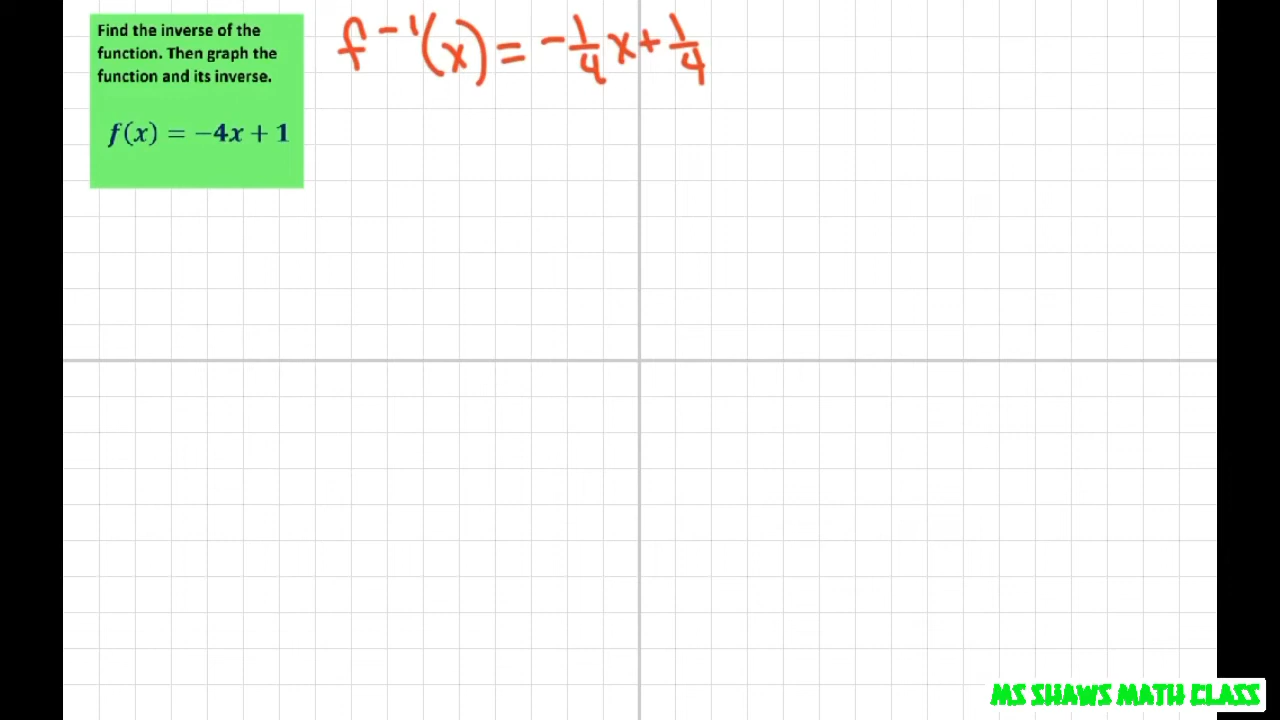 Find the inverse of the
function. Then graph the
function and its inverse.
f(x) = −4x + 1
f⁻¹(x) = -1/4 x + 1/4
MS SHAWS MATH CLASS